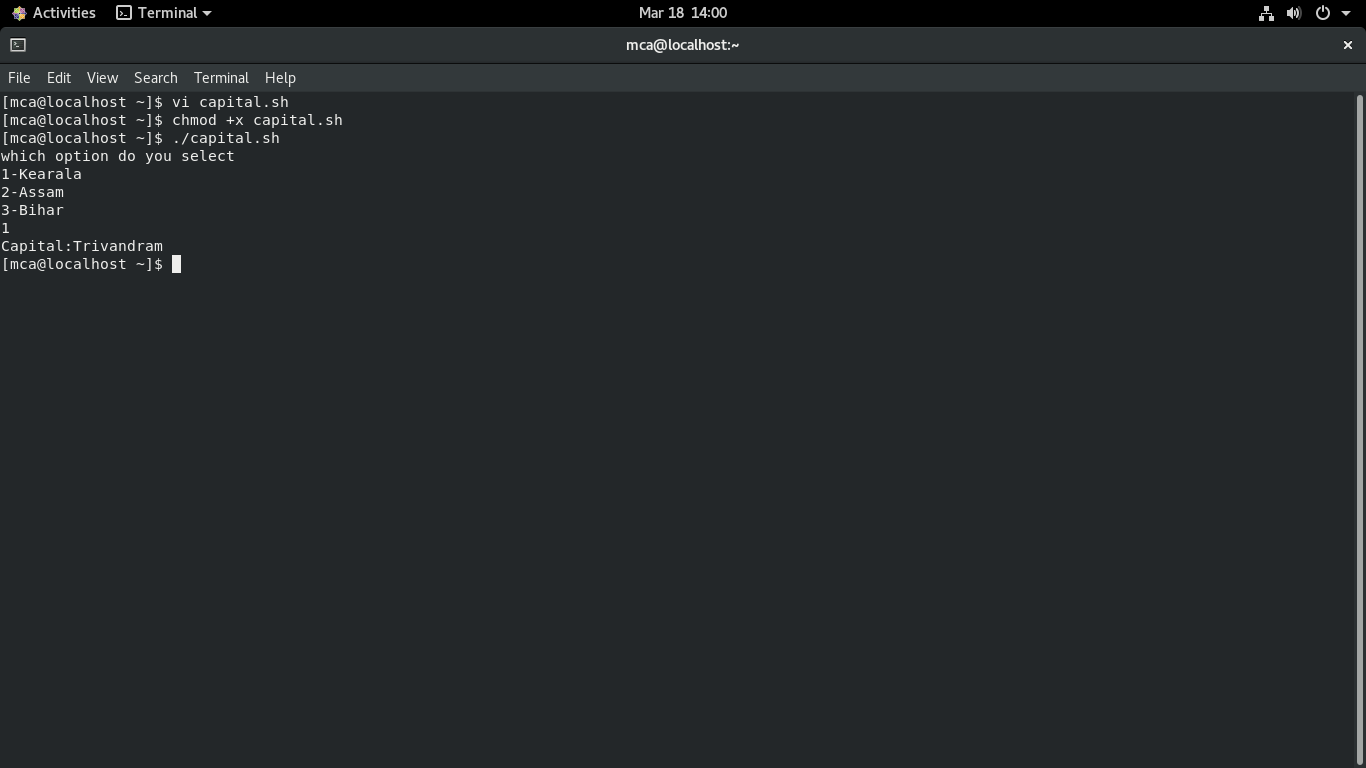 Activities Terminal Mar 18 14:00
mca@localhost:~
File Edit View Search Terminal Help
[mca@localhost ~]$ vi capital.sh
[mca@localhost ~]$ chmod +x capital.sh
[mca@localhost ~]$ ./capital.sh
which option do you select
1-Kearala
2-Assam
3-Bihar
1
Capital:Trivandram
[mca@localhost ~]$